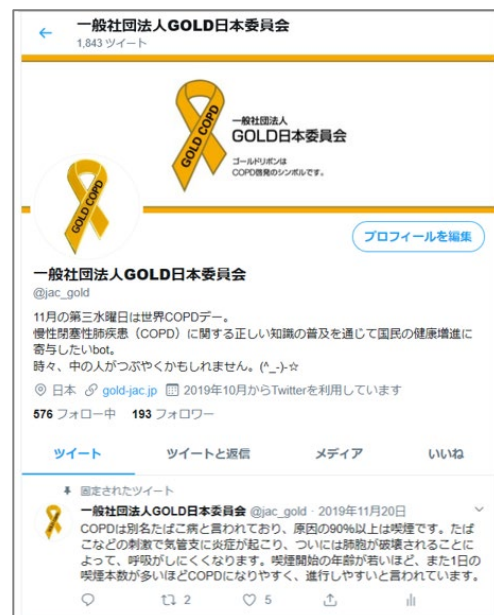 一般社団法人GOLD日本委員会
1,843 ツイート
GOLD COPD
一般社団法人
GOLD日本委員会
ゴールドリボンは
COPD啓発のシンボルです。
GOLD COPD
プロフィールを編集
一般社団法人GOLD日本委員会
@jac_gold
11月の第三水曜日は世界COPDデー。
慢性閉塞性肺疾患（COPD）に関する正しい知識の普及を通じて国民の健康増進に
寄与したいbot。
時々、中の人がつぶやくかもしれません。(^_-)-☆
日本 gold-jac.jp 2019年10月からTwitterを利用しています
576 フォロー中 193 フォロワー
ツイート ツイートと返信 メディア いいね
固定されたツイート
一般社団法人GOLD日本委員会 @jac_gold · 2019年11月20日
COPDは別名たばこ病と言われており、原因の90%以上は喫煙です。たば
こなどの刺激で気管支に炎症が起こり、ついには肺胞が破壊されることに
よって、呼吸がしにくくなります。喫煙開始の年齢が若いほど、また1日の
喫煙本数が多いほどCOPDになりやすく、進行しやすいと言われています。
2 5